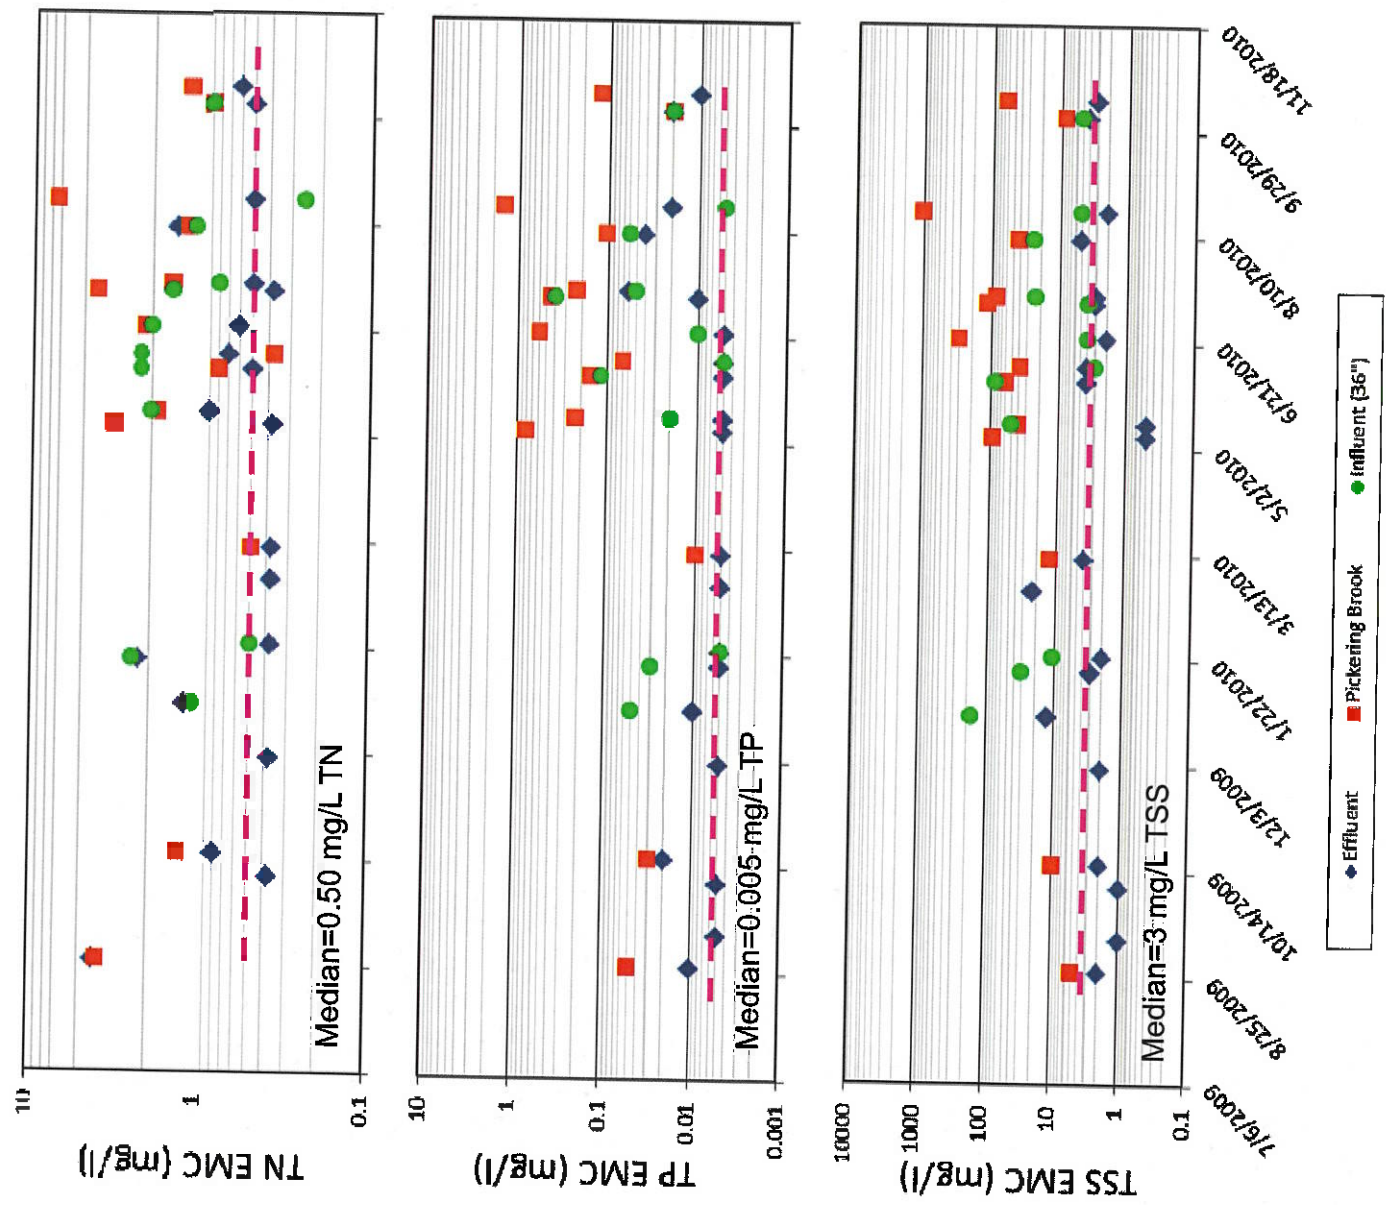 TN EMC (mg/l)
10
1
0.1
Median=0.50 mg/L TN
TP EMC (mg/l)
10
1
0.1
0.01
0.001
Median=0.005 mg/L TP
TSS EMC (mg/l)
10000
1000
100
10
1
0.1
Median=3 mg/L TSS
7/6/2009
8/25/2009
10/14/2009
12/3/2009
1/22/2010
3/13/2010
5/2/2010
6/21/2010
8/10/2010
9/29/2010
11/18/2010
Effluent
Pickering Brook
Influent (36")